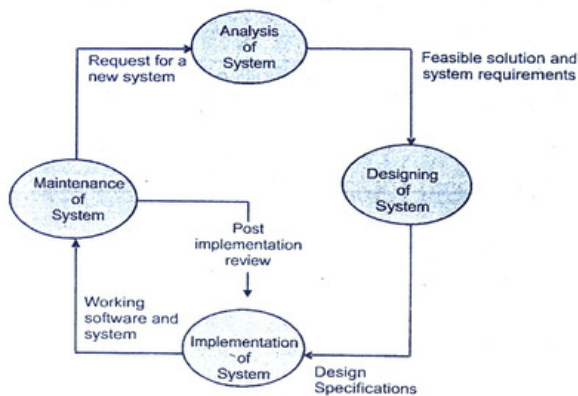 Analysis
of
System
Request for a
new system
Feasible solution and
system requirements
Maintenance
of
System
Designing
of
System
Post
implementation
review
Working
software and
system
Implementation
of
System
Design
Specifications